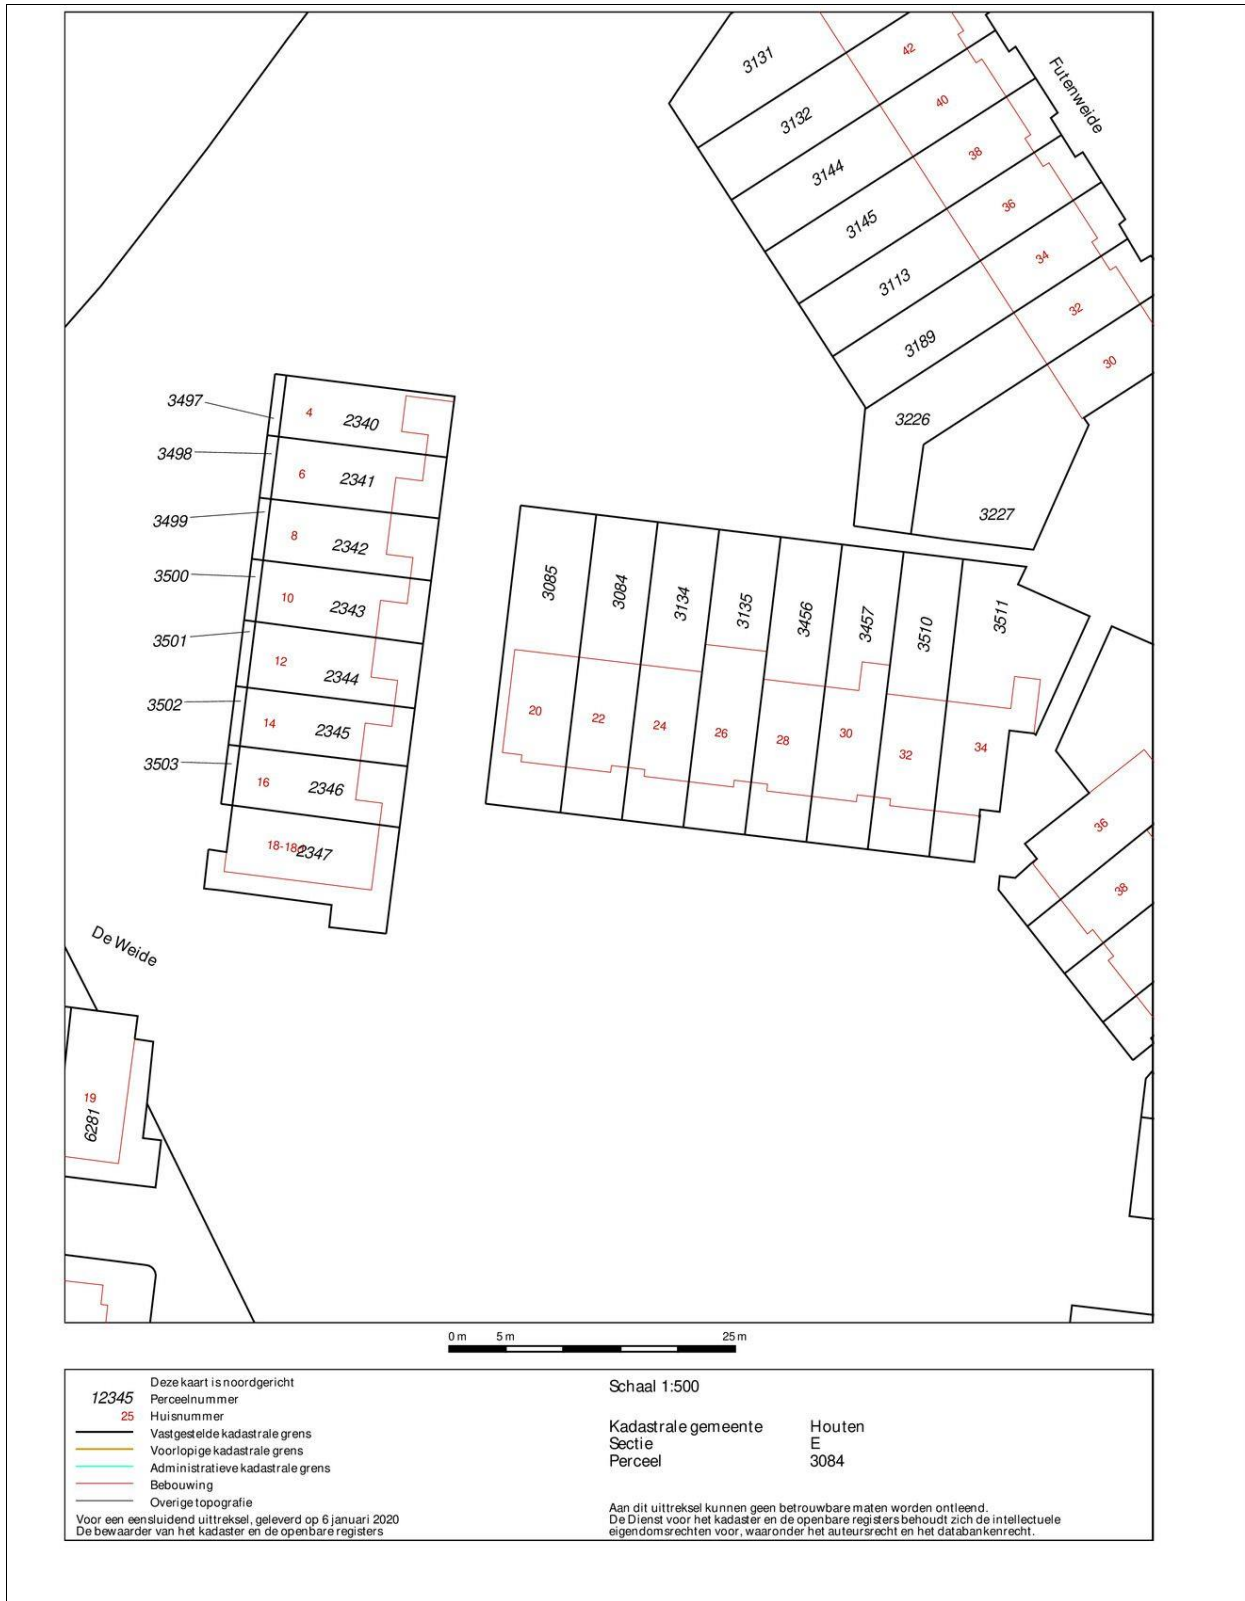 3131
42
Futenweide
3132
40
3144
38
3145
36
3113
34
3189
32
30
3226
3227
3497
4
2340
3498
6
2341
3499
8
2342
3500
10
2343
3501
12
2344
3502
14
2345
3503
16
2346
2347
3085
3084
3134
3135
3456
3457
3510
3511
20
22
24
26
28
30
32
34
36
38
De Weide
19
6281
0 m 5 m 25 m
Deze kaart is noordgericht
12345 Perceelnummer
25 Huisnummer
Vastgestelde kadastrale grens
Voorlopige kadastrale grens
Administratieve kadastrale grens
Bebouwing
Overige topografie
Voor een eensluidend uittreksel, geleverd op 6 januari 2020
De bewaarder van het kadaster en de openbare registers
Schaal 1:500
Kadastrale gemeente Houten
Sectie E
Perceel 3084
Aan dit uittreksel kunnen geen betrouwbare maten worden ontleend.
De Dienst voor het kadaster en de openbare registers behoudt zich de intellectuele
eigendomsrechten voor, waaronder het auteursrecht en het databankenrecht.